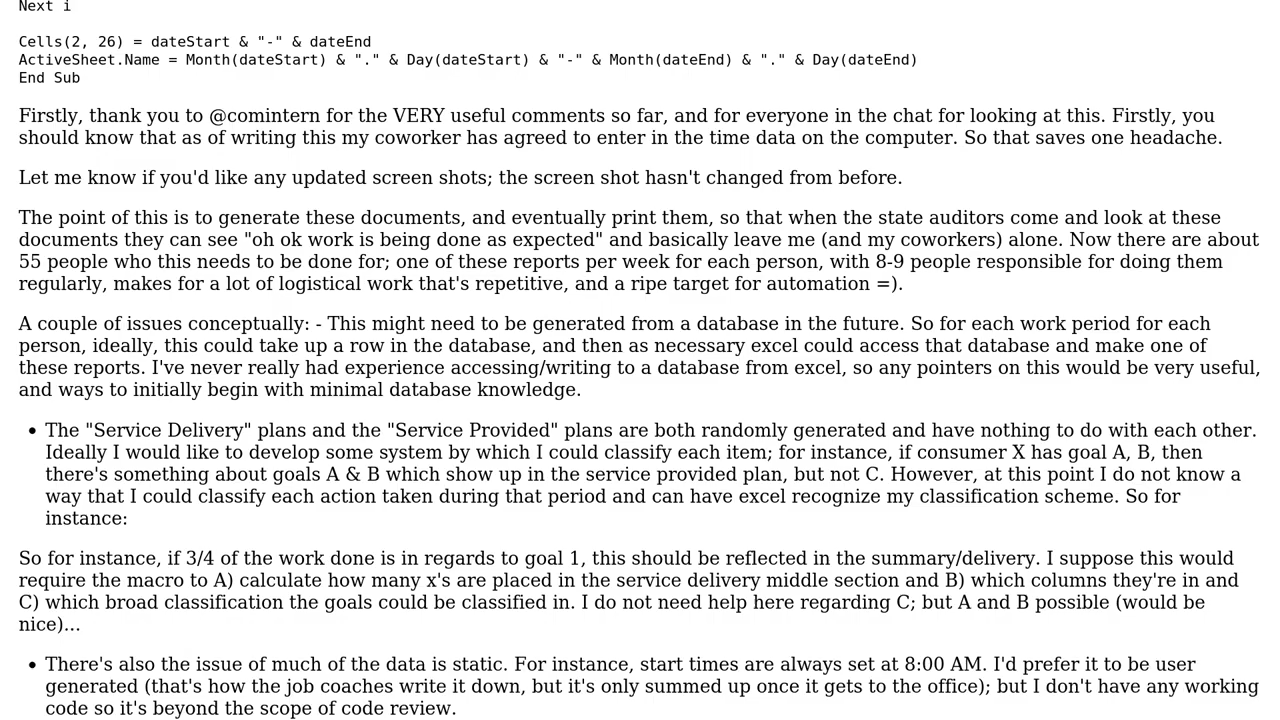 Next i
Cells(2, 26) = dateStart & "-" & dateEnd
ActiveSheet.Name = Month(dateStart) & "." & Day(dateStart) & "-" & Month(dateEnd) & "." & Day(dateEnd)
End Sub
Firstly, thank you to @comintern for the VERY useful comments so far, and for everyone in the chat for looking at this. Firstly, you
should know that as of writing this my coworker has agreed to enter in the time data on the computer. So that saves one headache.
Let me know if you'd like any updated screen shots; the screen shot hasn't changed from before.
The point of this is to generate these documents, and eventually print them, so that when the state auditors come and look at these
documents they can see "oh ok work is being done as expected" and basically leave me (and my coworkers) alone. Now there are about
55 people who this needs to be done for; one of these reports per week for each person, with 8-9 people responsible for doing them
regularly, makes for a lot of logistical work that's repetitive, and a ripe target for automation =).
A couple of issues conceptually: - This might need to be generated from a database in the future. So for each work period for each
person, ideally, this could take up a row in the database, and then as necessary excel could access that database and make one of
these reports. I've never really had experience accessing/writing to a database from excel, so any pointers on this would be very useful,
and ways to initially begin with minimal database knowledge.
• The "Service Delivery" plans and the "Service Provided" plans are both randomly generated and have nothing to do with each other.
Ideally I would like to develop some system by which I could classify each item; for instance, if consumer X has goal A, B, then
there's something about goals A & B which show up in the service provided plan, but not C. However, at this point I do not know a
way that I could classify each action taken during that period and can have excel recognize my classification scheme. So for
instance:
So for instance, if 3/4 of the work done is in regards to goal 1, this should be reflected in the summary/delivery. I suppose this would
require the macro to A) calculate how many x's are placed in the service delivery middle section and B) which columns they're in and
C) which broad classification the goals could be classified in. I do not need help here regarding C; but A and B possible (would be
nice)...
• There's also the issue of much of the data is static. For instance, start times are always set at 8:00 AM. I'd prefer it to be user
generated (that's how the job coaches write it down, but it's only summed up once it gets to the office); but I don't have any working
code so it's beyond the scope of code review.